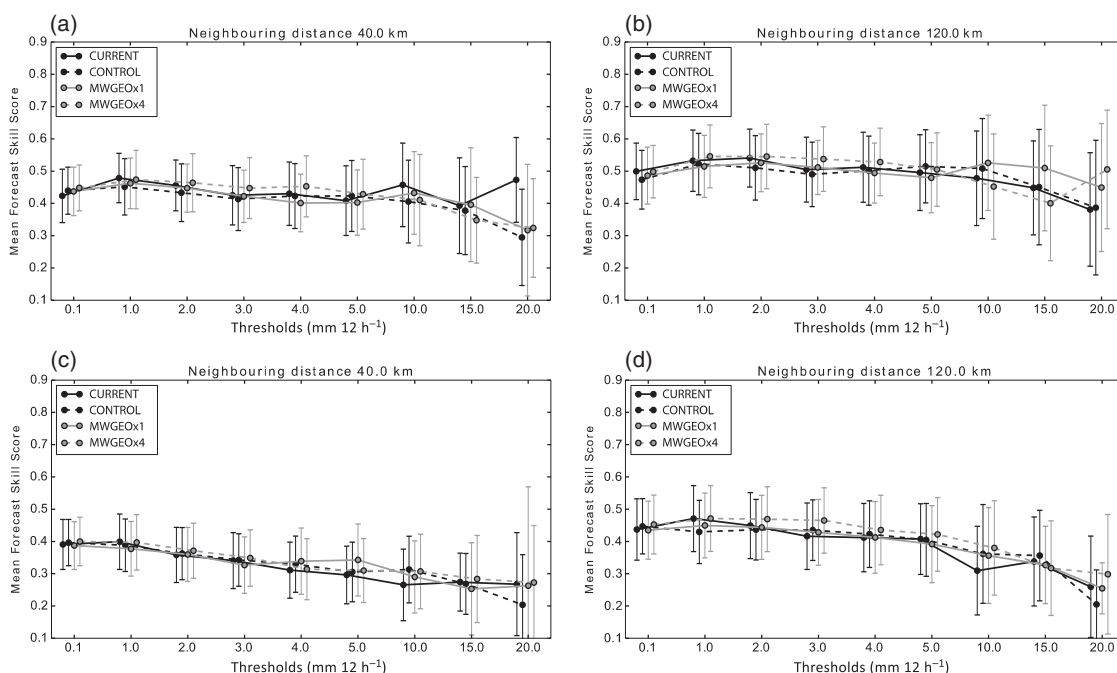 (a)
Neighbouring distance 40.0 km
0.9
0.8
0.7
0.6
0.5
0.4
0.3
0.2
0.1
Mean Forecast Skill Score
CURRENT
CONTROL
MWGEOx1
MWGEOx4
0.1 1.0 2.0 3.0 4.0 5.0 10.0 15.0 20.0
Thresholds (mm 12 h⁻¹)
(b)
Neighbouring distance 120.0 km
0.9
0.8
0.7
0.6
0.5
0.4
0.3
0.2
0.1
Mean Forecast Skill Score
CURRENT
CONTROL
MWGEOx1
MWGEOx4
0.1 1.0 2.0 3.0 4.0 5.0 10.0 15.0 20.0
Thresholds (mm 12 h⁻¹)
(c)
Neighbouring distance 40.0 km
0.9
0.8
0.7
0.6
0.5
0.4
0.3
0.2
0.1
Mean Forecast Skill Score
CURRENT
CONTROL
MWGEOx1
MWGEOx4
0.1 1.0 2.0 3.0 4.0 5.0 10.0 15.0 20.0
Thresholds (mm 12 h⁻¹)
(d)
Neighbouring distance 120.0 km
0.9
0.8
0.7
0.6
0.5
0.4
0.3
0.2
0.1
Mean Forecast Skill Score
CURRENT
CONTROL
MWGEOx1
MWGEOx4
0.1 1.0 2.0 3.0 4.0 5.0 10.0 15.0 20.0
Thresholds (mm 12 h⁻¹)